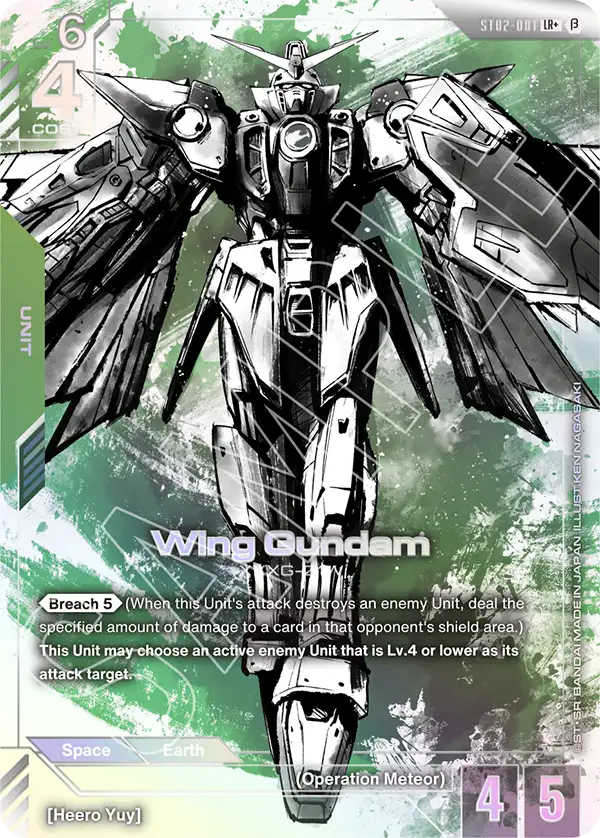 ST02-001 LR+ β
6
4
COST
UNIT
Wing Gundam
Breach 5 (When this Unit's attack destroys an enemy Unit, deal the
specified amount of damage to a card in that opponent's shield area.)
This Unit may choose an active enemy Unit that is Lv.4 or lower as its
attack target.
Space Earth
(Operation Meteor)
[Heero Yuy]
4 5
SAMPLE
BANDAI MADE IN JAPAN ILLUST:KEN NAGASAKI